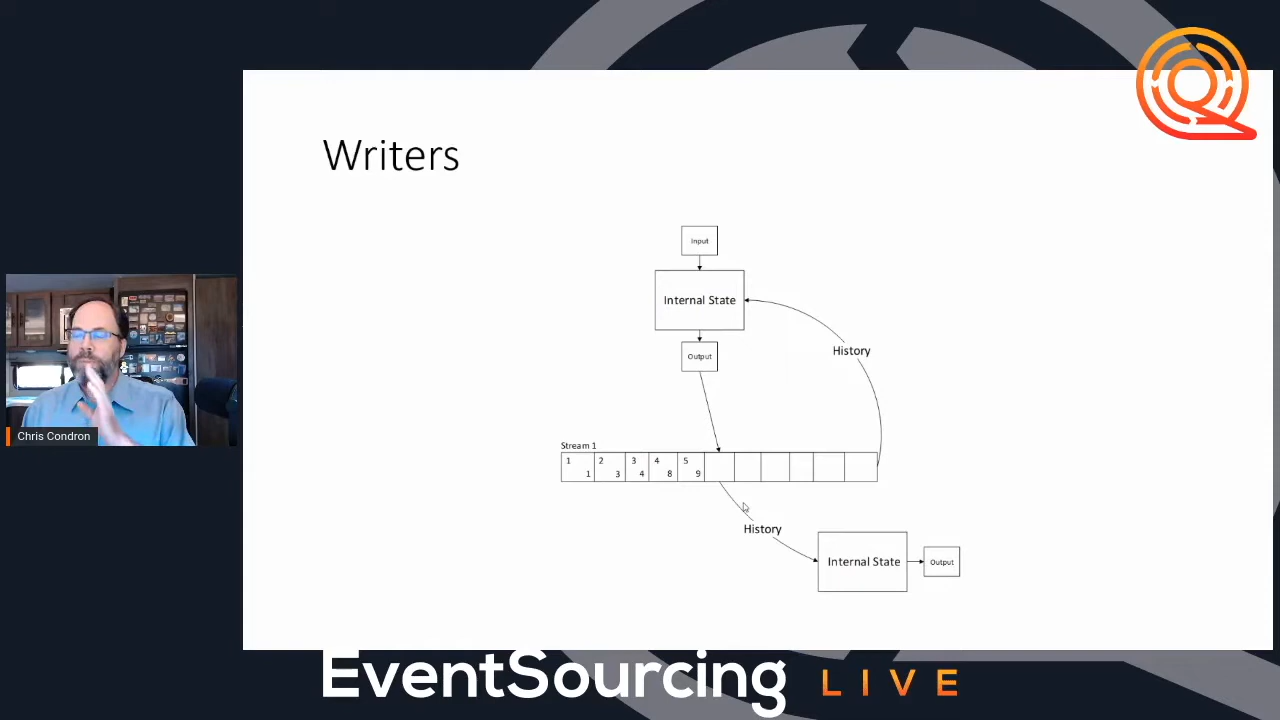 Writers
Input
Internal State
Output
History
Stream 1
1 2 3 4 5
1 3 4 8 9
History
Internal State
Output
Chris Condron
EventSourcing LIVE